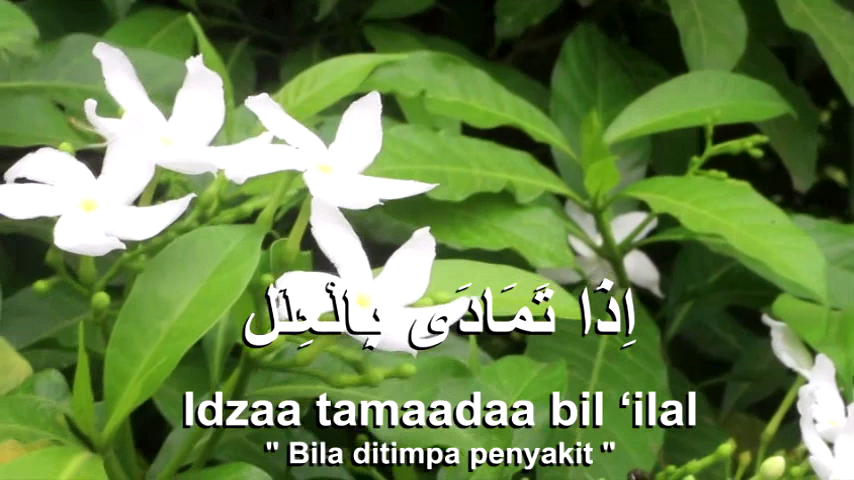 إِذَا تَمَادَى بِالْعِلَل
Idzaa tamaadaa bil ‘ilal
" Bila ditimpa penyakit "